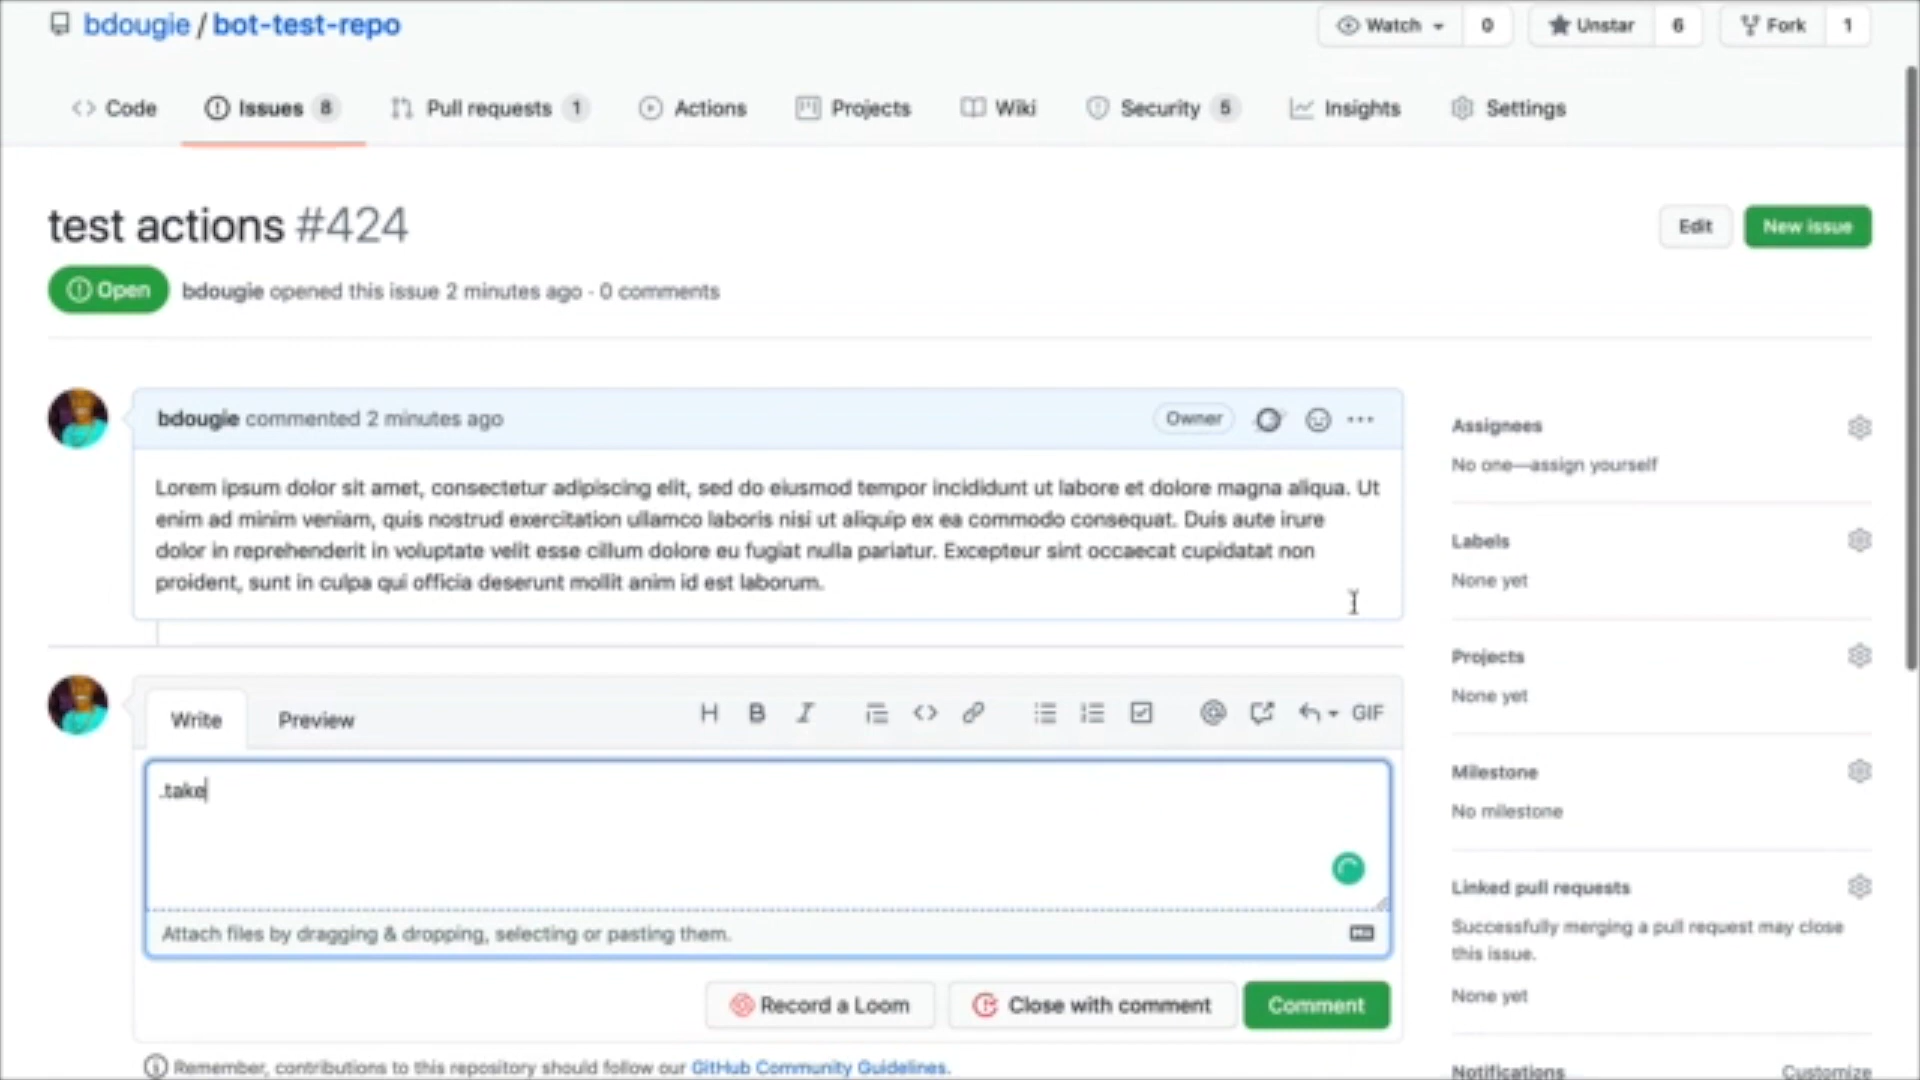 bdougie / bot-test-repo
Watch 0 Unstar 6 Fork 1
Code Issues 8 Pull requests 1 Actions Projects Wiki Security 5 Insights Settings
test actions #424
Edit New issue
Open bdougie opened this issue 2 minutes ago · 0 comments
bdougie commented 2 minutes ago
Owner
Lorem ipsum dolor sit amet, consectetur adipiscing elit, sed do eiusmod tempor incididunt ut labore et dolore magna aliqua. Ut
enim ad minim veniam, quis nostrud exercitation ullamco laboris nisi ut aliquip ex ea commodo consequat. Duis aute irure
dolor in reprehenderit in voluptate velit esse cillum dolore eu fugiat nulla pariatur. Excepteur sint occaecat cupidatat non
proident, sunt in culpa qui officia deserunt mollit anim id est laborum.
Write Preview
H B I GIF
.take
Attach files by dragging & dropping, selecting or pasting them.
Record a Loom Close with comment Comment
Remember, contributions to this repository should follow our GitHub Community Guidelines.
Assignees
No one—assign yourself
Labels
None yet
Projects
None yet
Milestone
No milestone
Linked pull requests
Successfully merging a pull request may close
this issue.
None yet
Notifications Customize